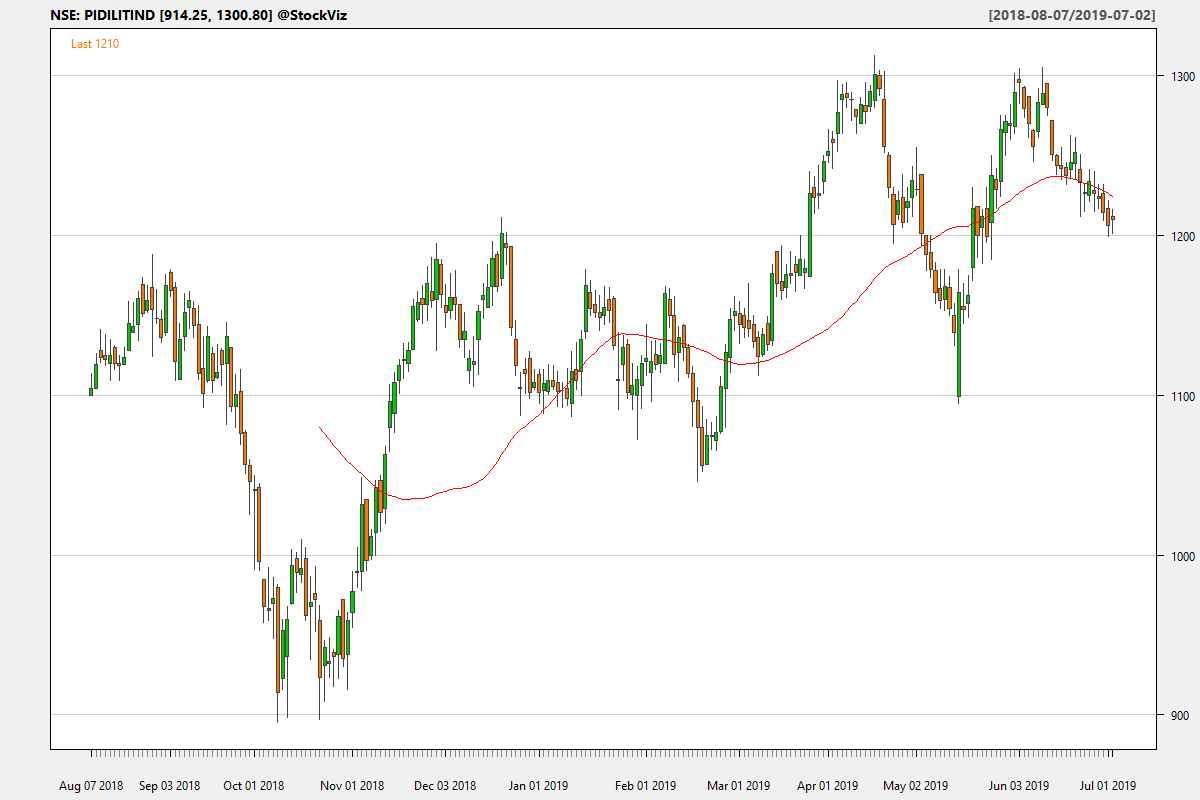 NSE: PIDILITIND [914.25, 1300.80] @StockViz [2018-08-07/2019-07-02]
Last 1210
1300
1200
1100
1000
900
Aug 07 2018 Sep 03 2018 Oct 01 2018 Nov 01 2018 Dec 03 2018 Jan 01 2019 Feb 01 2019 Mar 01 2019 Apr 01 2019 May 02 2019 Jun 03 2019 Jul 01 2019